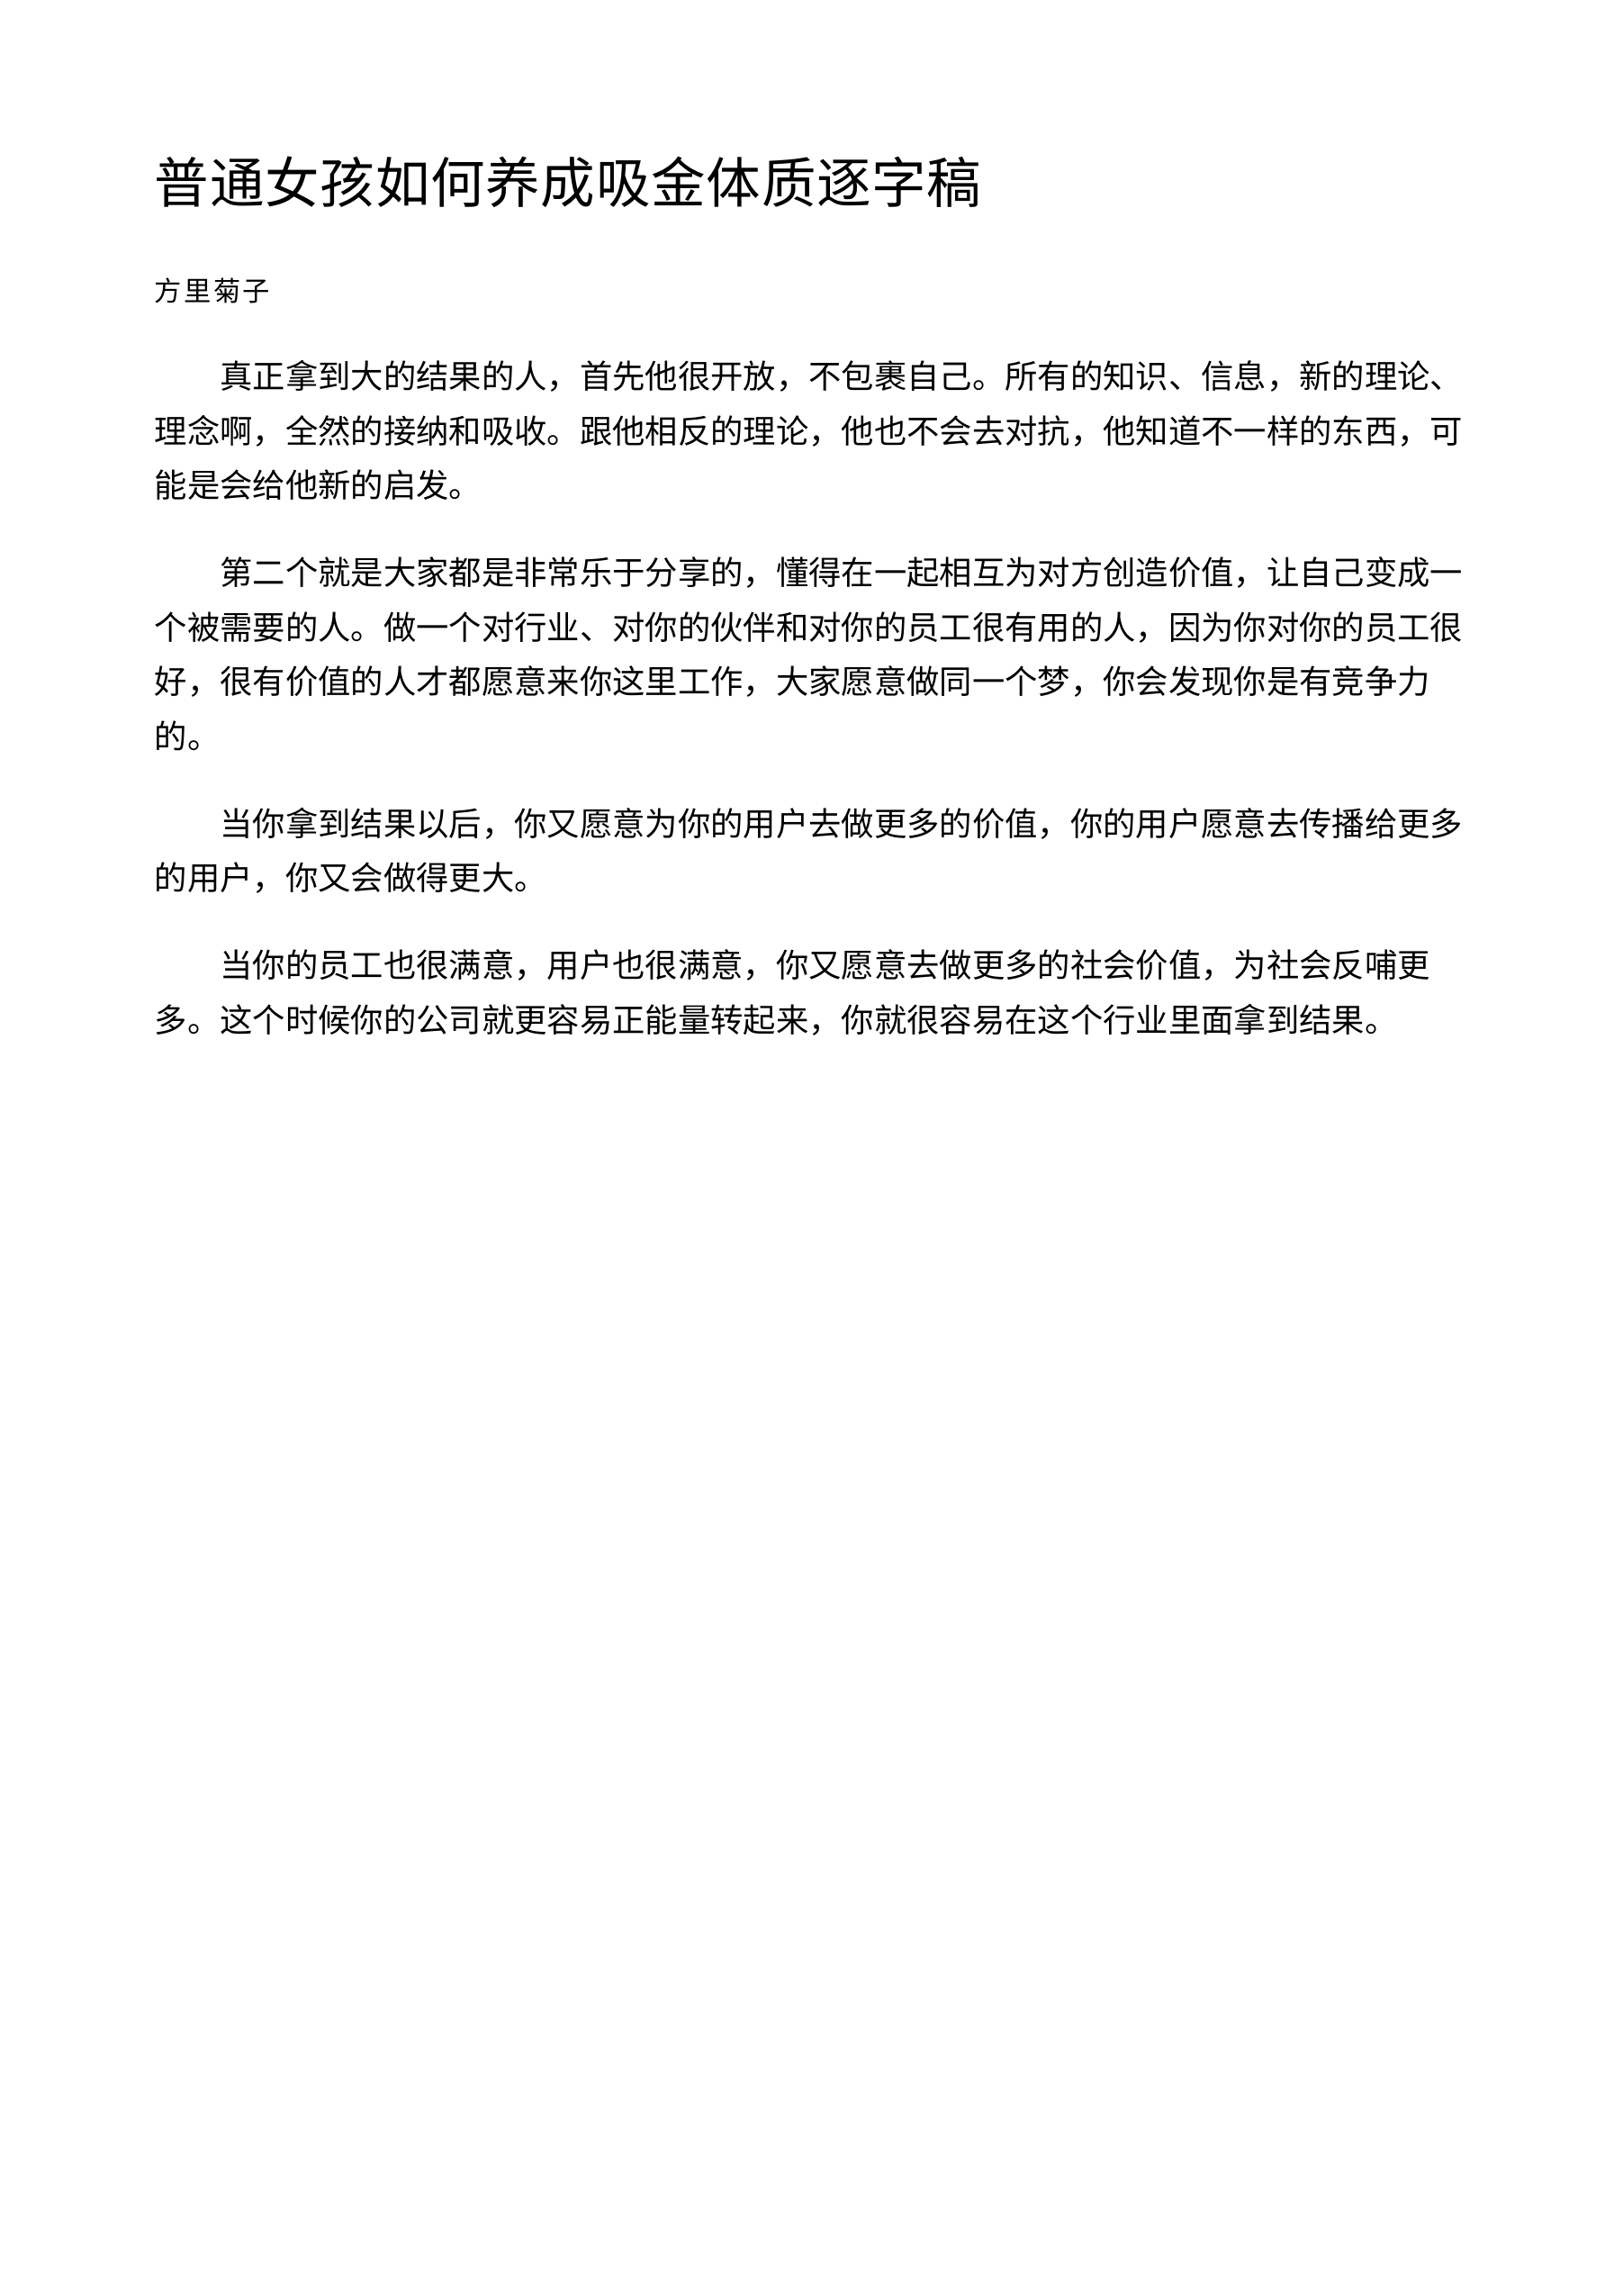 普通女孩如何养成吸金体质逐字稿
方里菊子
真正拿到大的结果的人，首先他很开放，不包裹自己。所有的知识、信息，新的理论、
理念啊，全然的接纳和吸收。跟他相反的理论，他也不会去对抗，他知道不一样的东西，可
能是会给他新的启发。
第二个就是大家都是非常乐于分享的，懂得在一起相互为对方创造价值，让自己变成一
个被需要的人。做一个对行业、对你的伙伴和对你的员工很有用的人，因为你对你的员工很
好，很有价值的人才都愿意来你这里工作，大家愿意做同一个梦，你会发现你是有竞争力
的。
当你拿到结果以后，你又愿意为你的用户去做更多的价值，你的用户愿意去传播给更多
的用户，你又会做得更大。
当你的员工也很满意，用户也很满意，你又愿意去做更多的社会价值，为社会反哺更
多。这个时候你的公司就更容易正能量转起来，你就很容易在这个行业里面拿到结果。